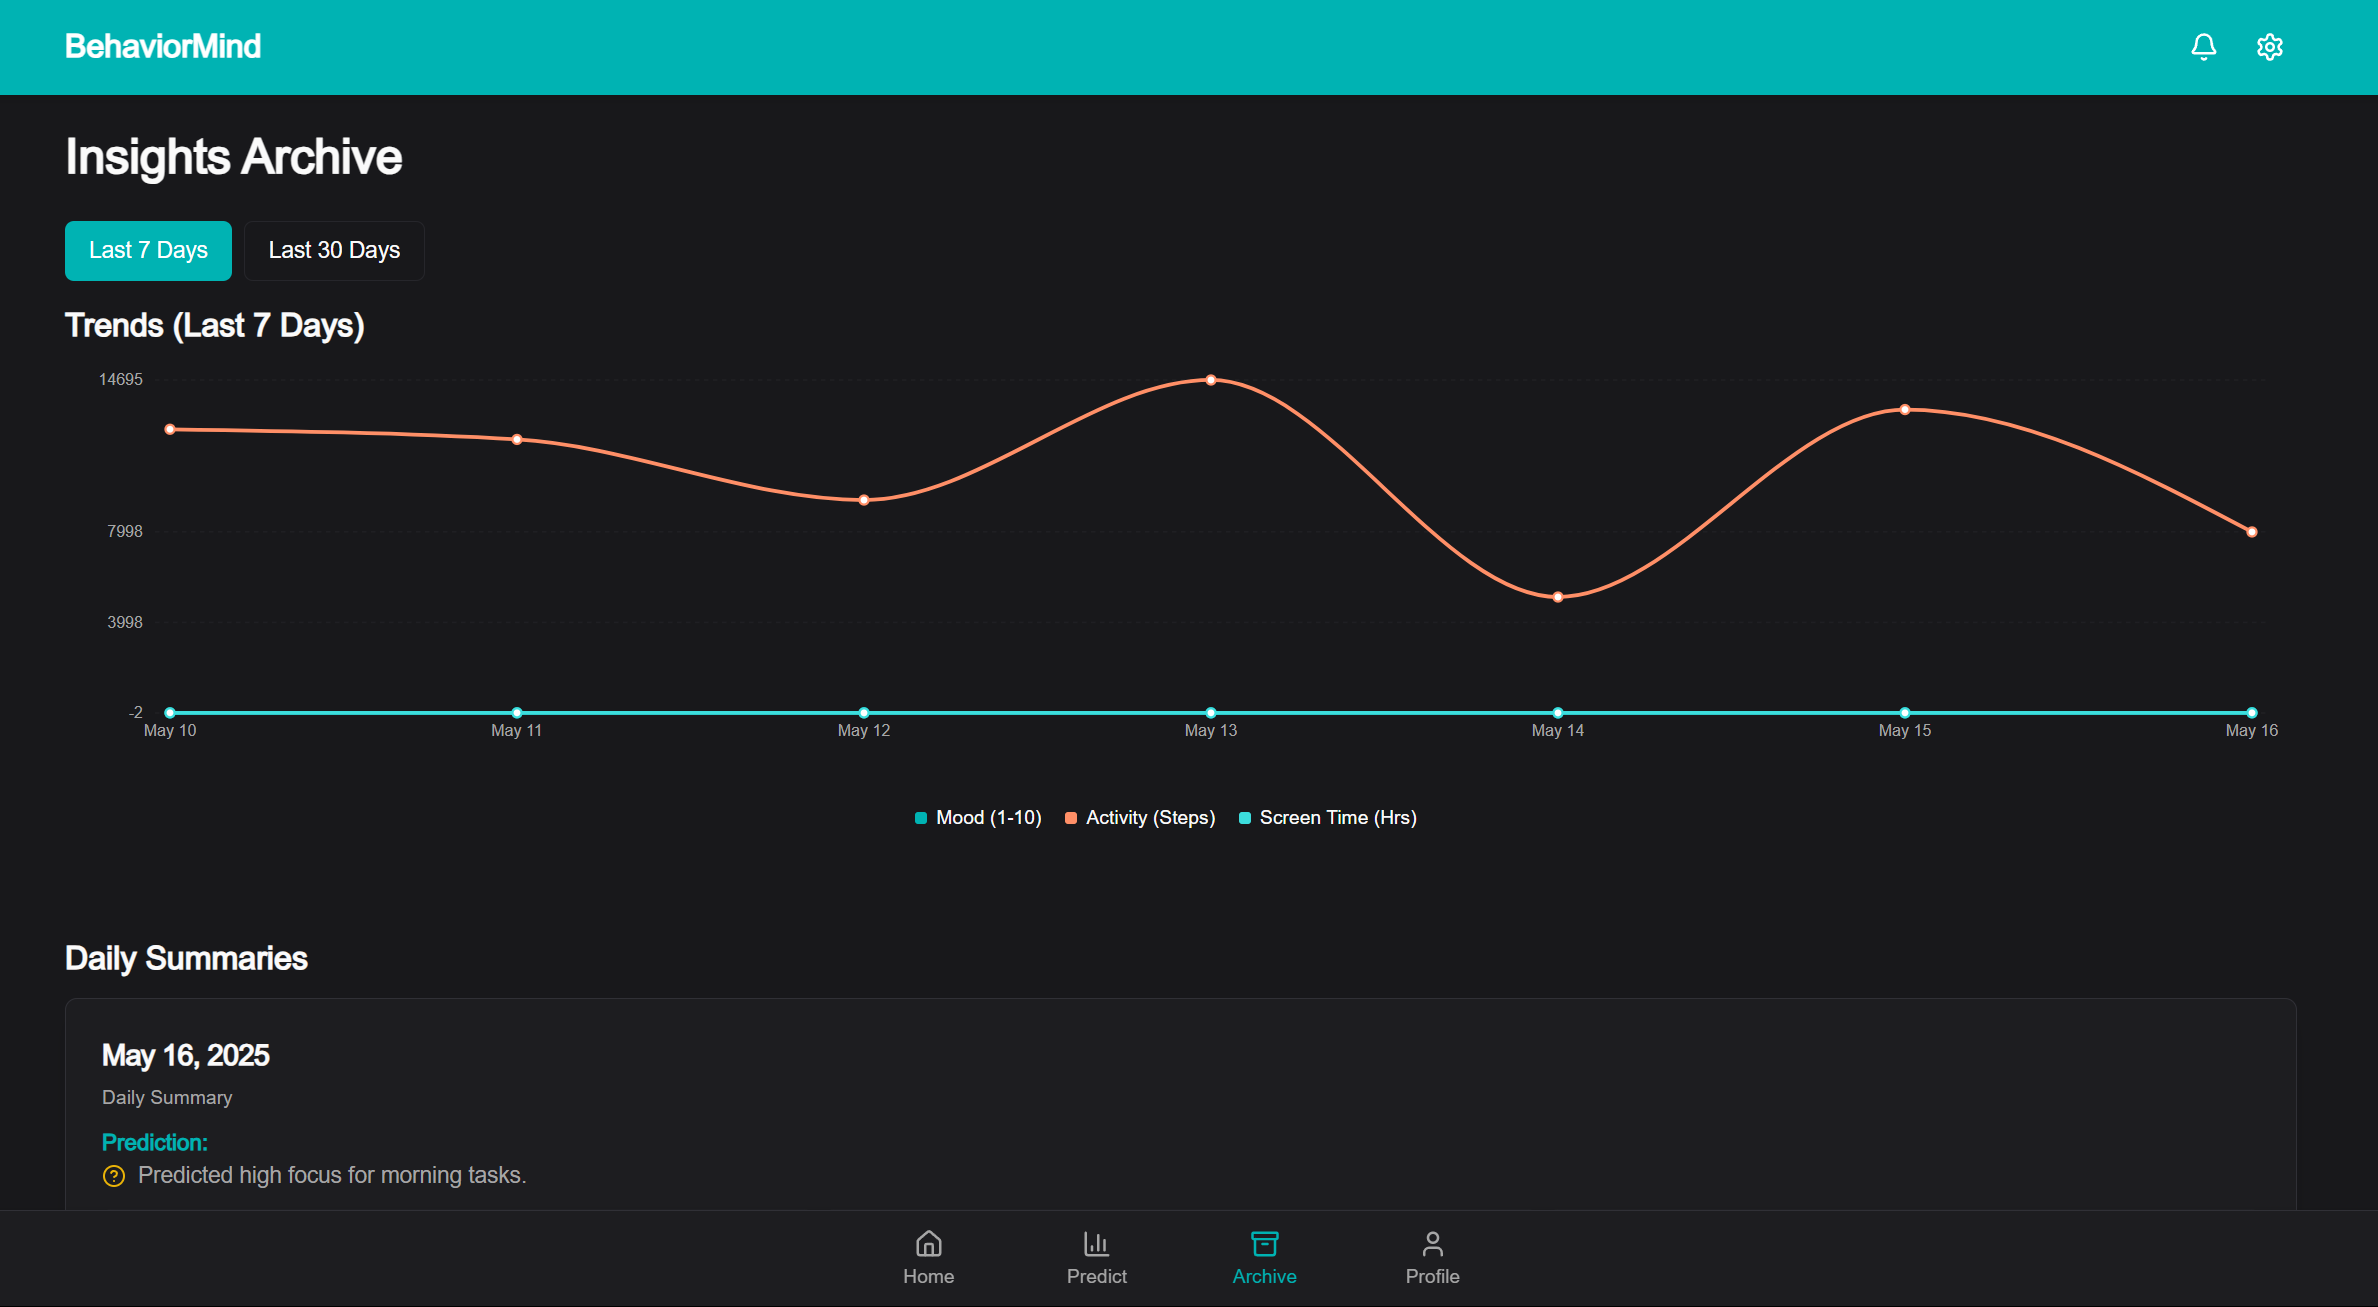 BehaviorMind
Insights Archive
Last 7 Days
Last 30 Days
Trends (Last 7 Days)
14695
7998
3998
-2
May 10
May 11
May 12
May 13
May 14
May 15
May 16
Mood (1-10)
Activity (Steps)
Screen Time (Hrs)
Daily Summaries
May 16, 2025
Daily Summary
Prediction:
Predicted high focus for morning tasks.
Home
Predict
Archive
Profile